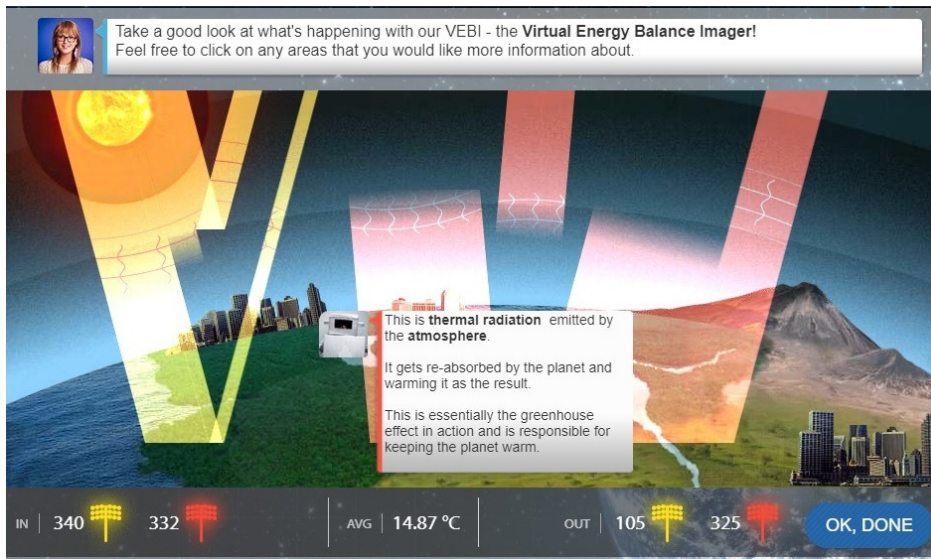 Take a good look at what's happening with our VEBI - the Virtual Energy Balance Imager!
Feel free to click on any areas that you would like more information about.
This is thermal radiation emitted by
the atmosphere.
It gets re-absorbed by the planet and
warming it as the result.
This is essentially the greenhouse
effect in action and is responsible for
keeping the planet warm.
IN 340 332 AVG 14.87 ºC OUT 105 325 OK, DONE